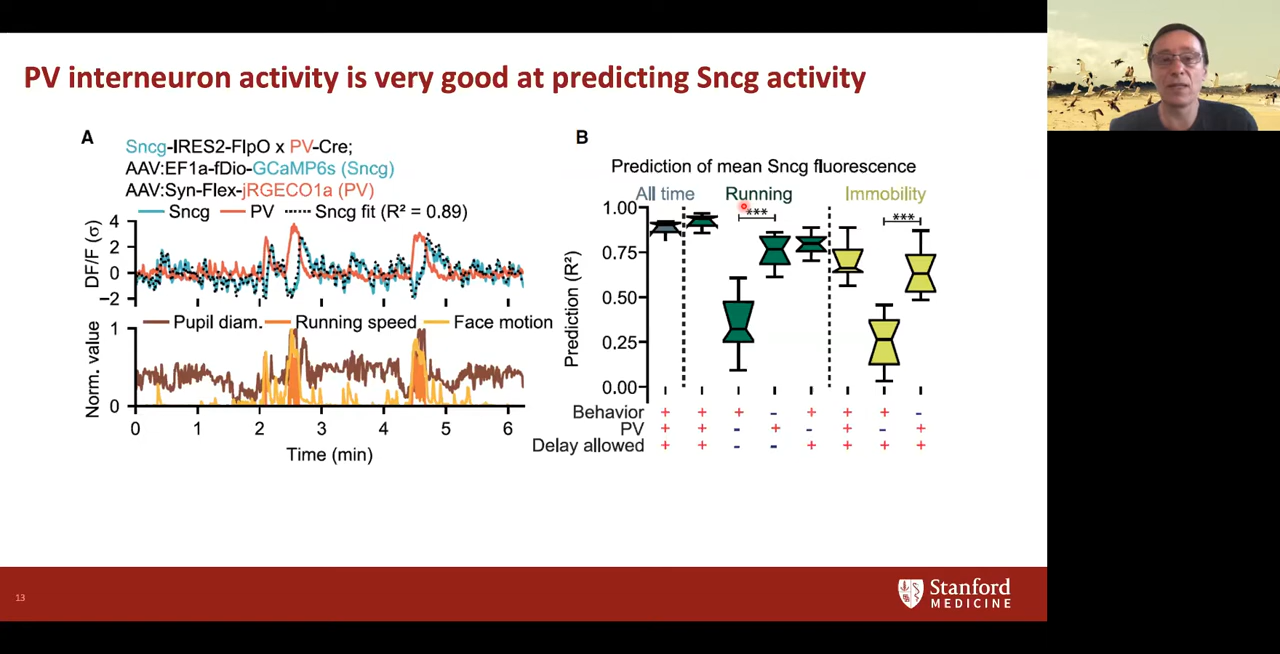 PV interneuron activity is very good at predicting Sncg activity
A
Sncg-IRES2-FlpO x PV-Cre;
AAV:EF1a-fDio-GCaMP6s (Sncg)
AAV:Syn-Flex-jRGECO1a (PV)
Sncg PV Sncg fit (R² = 0.89)
DF/F (σ)
4
2
0
−2
Pupil diam. Running speed Face motion
Norm. value
1
0
0 1 2 3 4 5 6
Time (min)
B
Prediction of mean Sncg fluorescence
All time Running Immobility
*** ***
Prediction (R²)
1.00
0.75
0.50
0.25
0.00
Behavior + + + - + + + -
PV + + - + - + - +
Delay allowed + + - - + + + +
13
Stanford
MEDICINE